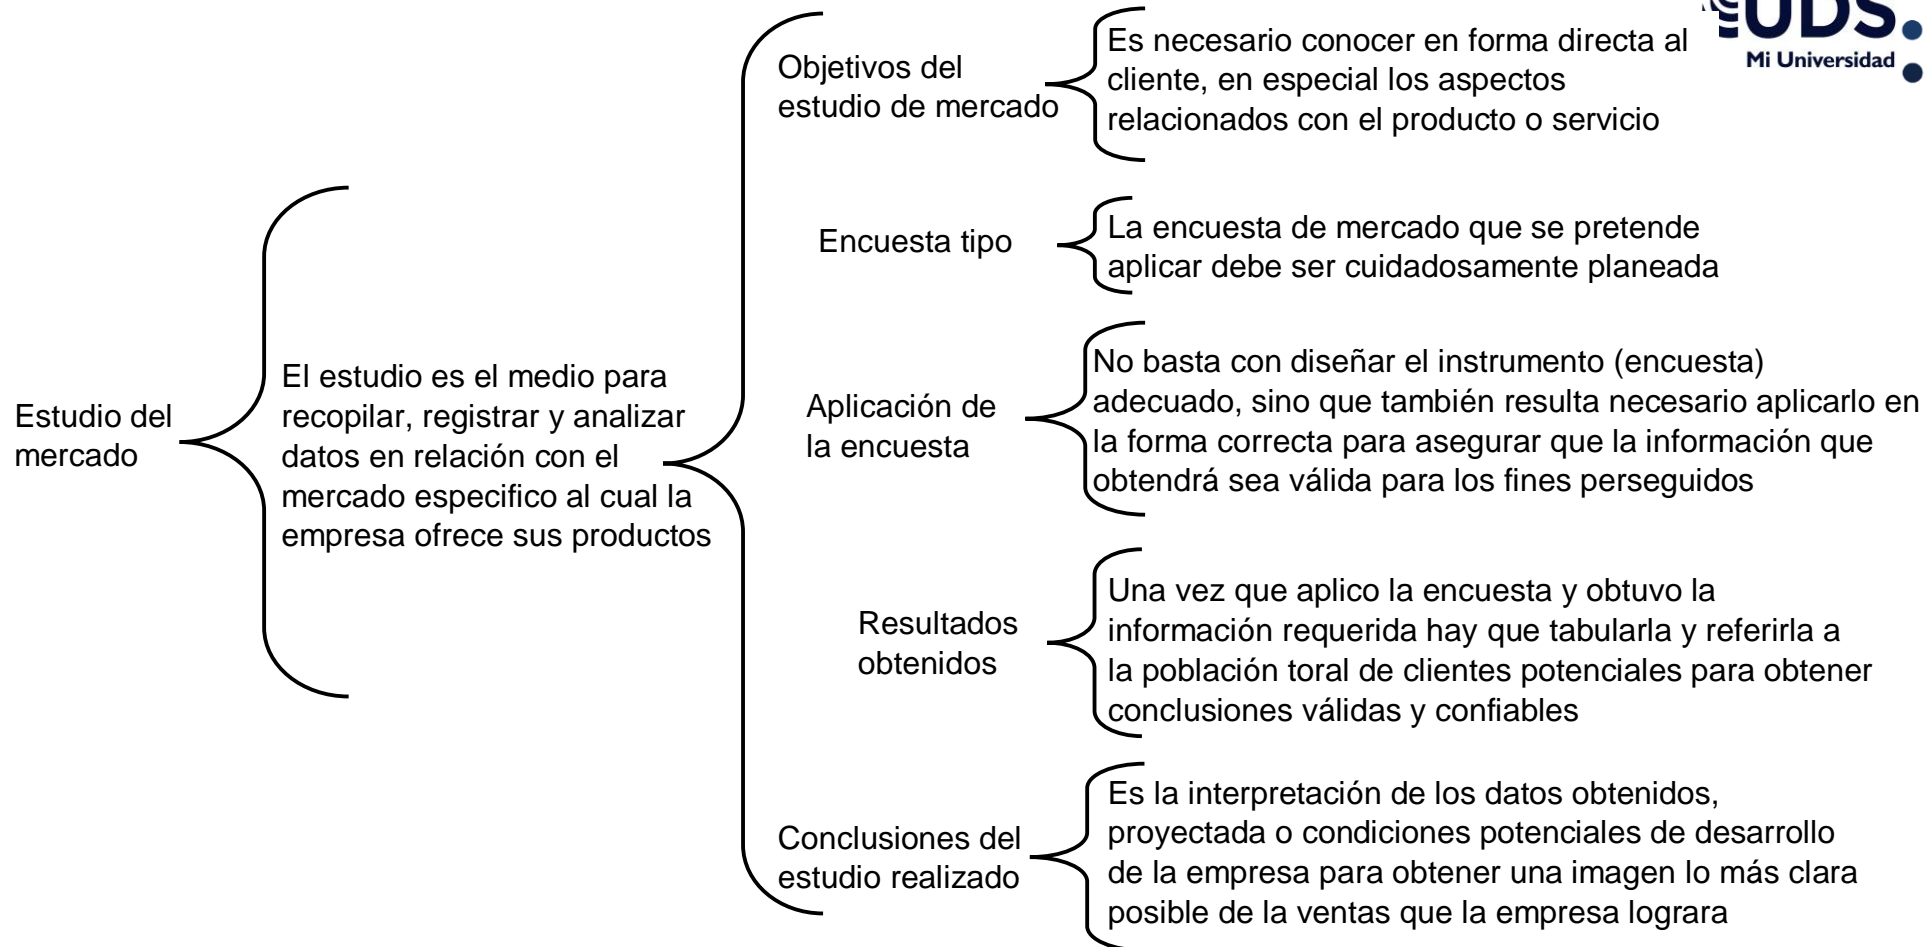 UDS.
Mi Universidad
Estudio del
mercado
El estudio es el medio para
recopilar, registrar y analizar
datos en relación con el
mercado especifico al cual la
empresa ofrece sus productos
Objetivos del
estudio de mercado
Es necesario conocer en forma directa al
cliente, en especial los aspectos
relacionados con el producto o servicio
Encuesta tipo
La encuesta de mercado que se pretende
aplicar debe ser cuidadosamente planeada
Aplicación de
la encuesta
No basta con diseñar el instrumento (encuesta)
adecuado, sino que también resulta necesario aplicarlo en
la forma correcta para asegurar que la información que
obtendrá sea válida para los fines perseguidos
Resultados
obtenidos
Una vez que aplico la encuesta y obtuvo la
información requerida hay que tabularla y referirla a
la población toral de clientes potenciales para obtener
conclusiones válidas y confiables
Conclusiones del
estudio realizado
Es la interpretación de los datos obtenidos,
proyectada o condiciones potenciales de desarrollo
de la empresa para obtener una imagen lo más clara
posible de la ventas que la empresa lograra